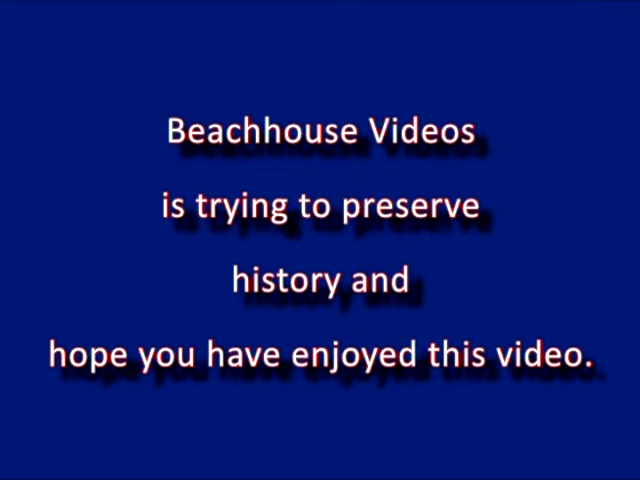 Beachhouse Videos
is trying to preserve
history and
hope you have enjoyed this video.